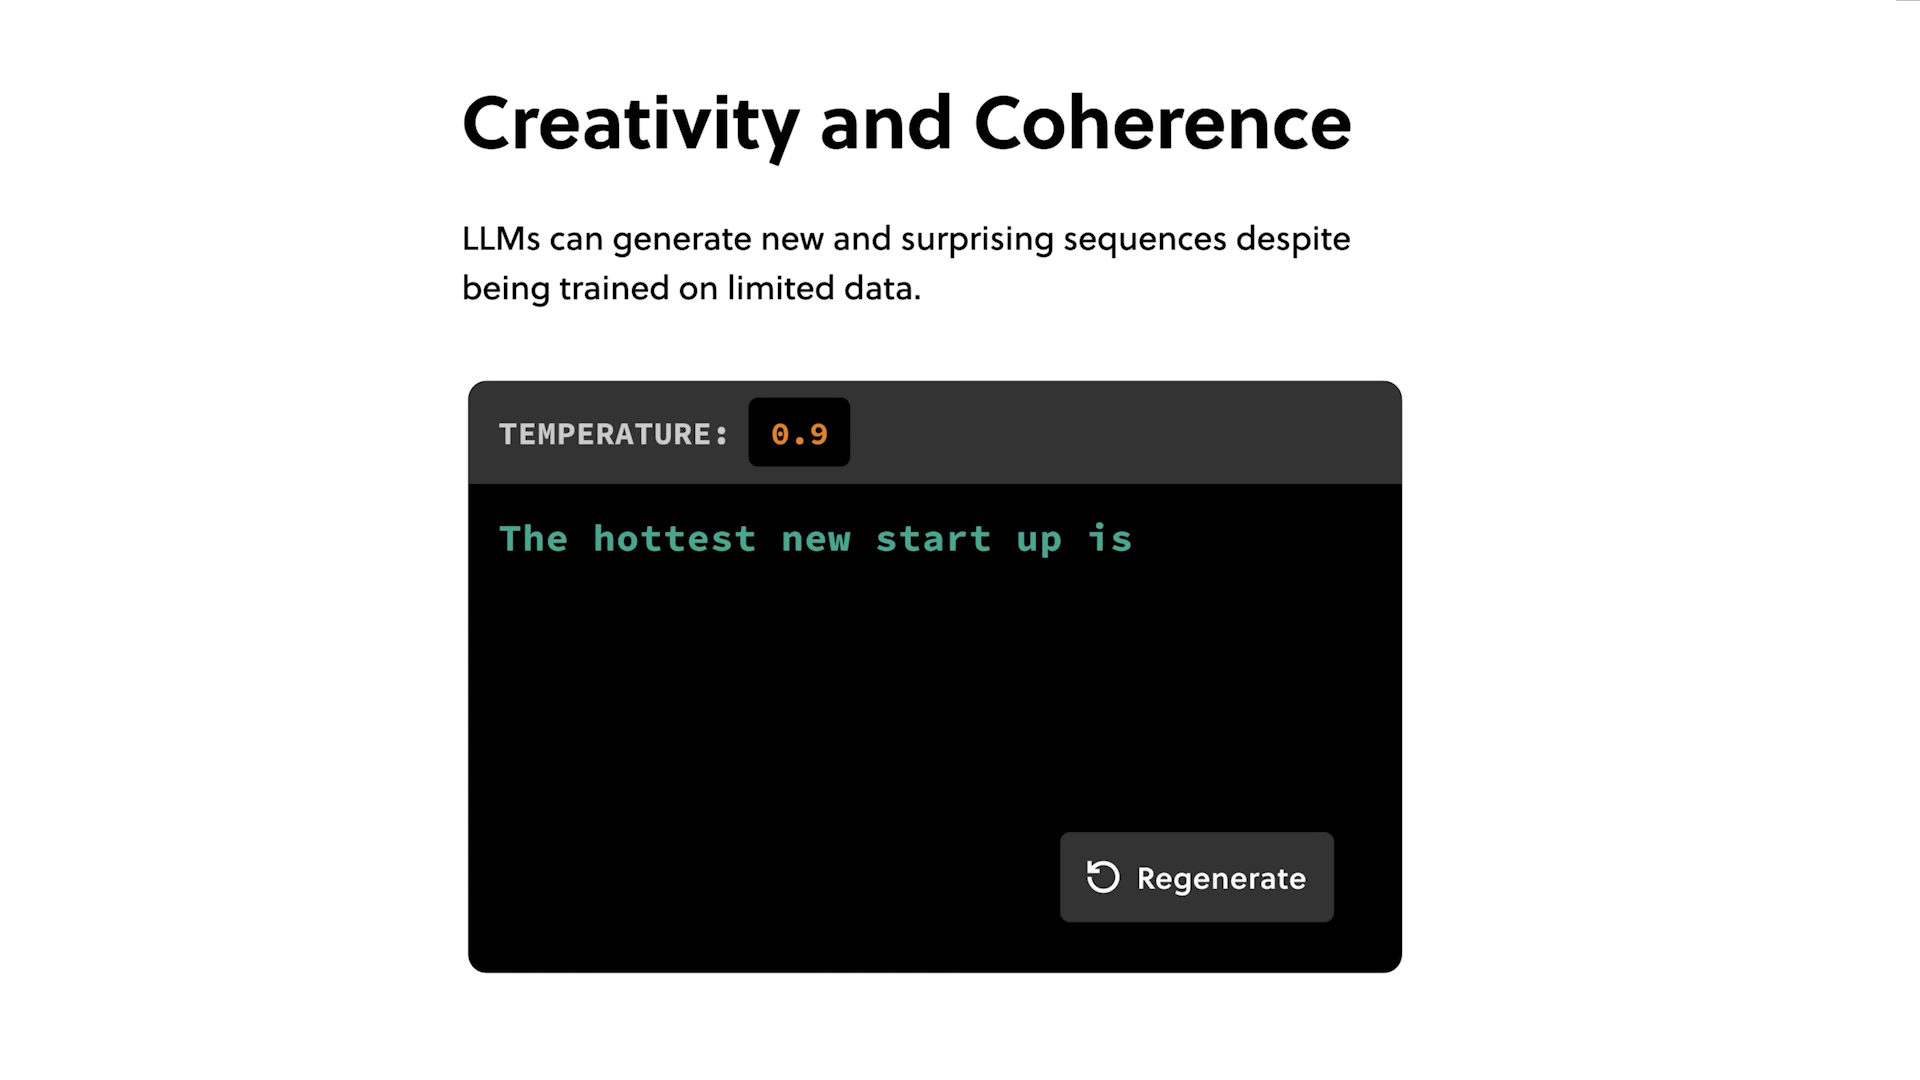 Creativity and Coherence
LLMs can generate new and surprising sequences despite
being trained on limited data.
TEMPERATURE: 0.9
The hottest new start up is
Regenerate